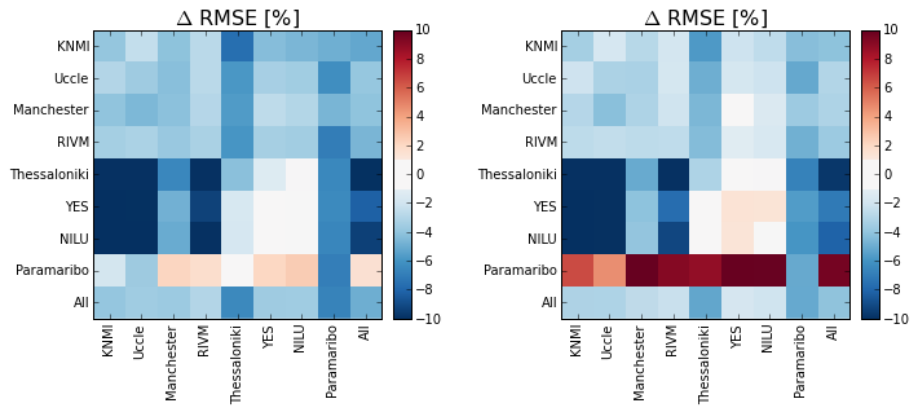 Δ RMSE [%]
KNMI
Uccle
Manchester
RIVM
Thessaloniki
YES
NILU
Paramaribo
All
KNMI
Uccle
Manchester
RIVM
Thessaloniki
YES
NILU
Paramaribo
All
10
8
6
4
2
0
−2
−4
−6
−8
−10
Δ RMSE [%]
KNMI
Uccle
Manchester
RIVM
Thessaloniki
YES
NILU
Paramaribo
All
KNMI
Uccle
Manchester
RIVM
Thessaloniki
YES
NILU
Paramaribo
All
10
8
6
4
2
0
−2
−4
−6
−8
−10